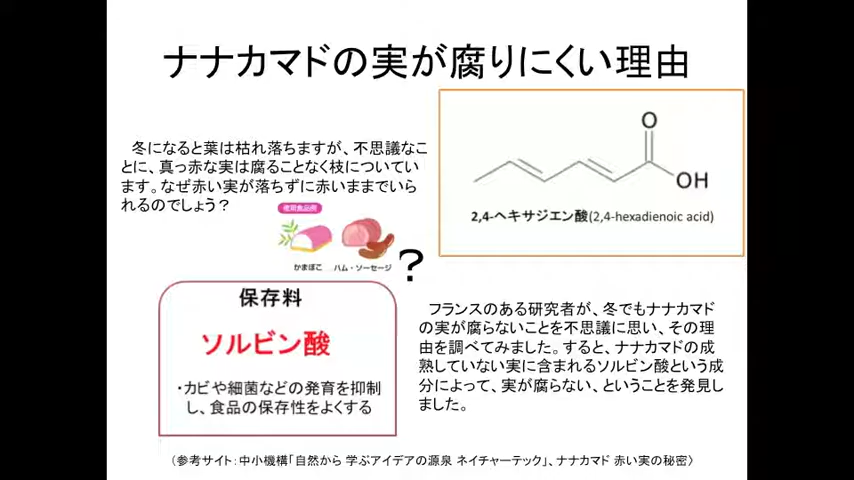 ナナカマドの実が腐りにくい理由
冬になると葉は枯れ落ちますが、不思議なこ
とに、真っ赤な実は腐ることなく枝についてい
ます。なぜ赤い実が落ちずに赤いままでいら
れるのでしょう？
O
OH
2,4-ヘキサジエン酸(2,4-hexadienoic acid)
使用食品例
かまぼこ ハム・ソーセージ
?
保存料
ソルビン酸
・カビや細菌などの発育を抑制
し、食品の保存性をよくする
フランスのある研究者が、冬でもナナカマド
の実が腐らないことを不思議に思い、その理
由を調べてみました。すると、ナナカマドの成
熟していない実に含まれるソルビン酸という成
分によって、実が腐らない、ということを発見し
ました。
（参考サイト：中小機構「自然から 学ぶアイデアの源泉 ネイチャーテック」、ナナカマド 赤い実の秘密）